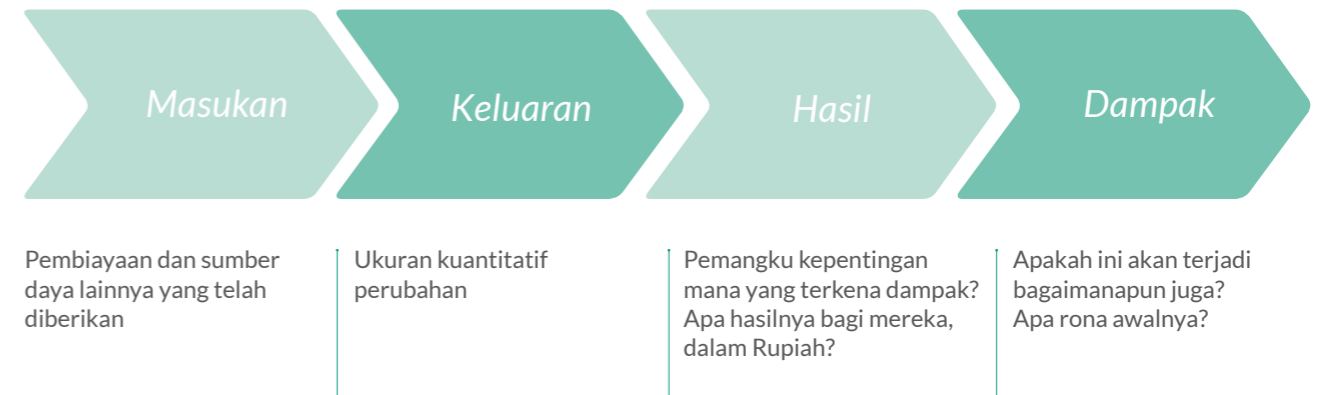 Masukan
Keluaran
Hasil
Dampak
Pembiayaan dan sumber
daya lainnya yang telah
diberikan
Ukuran kuantitatif
perubahan
Pemangku kepentingan
mana yang terkena dampak?
Apa hasilnya bagi mereka,
dalam Rupiah?
Apakah ini akan terjadi
bagaimanapun juga?
Apa rona awalnya?